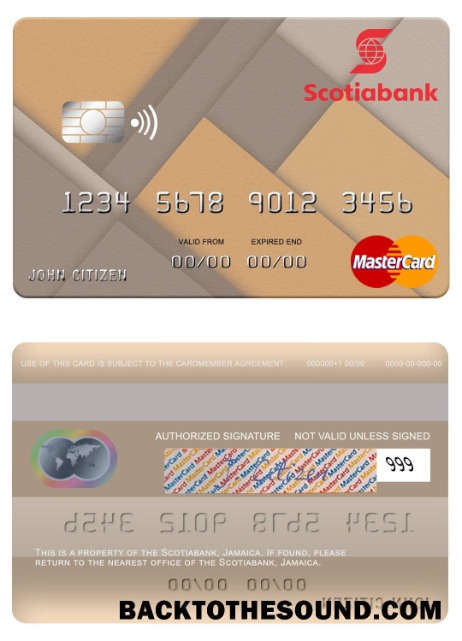 Scotiabank
1234 5678 9012 3456
VALID FROM EXPIRED END
00/00 00/00
JOHN CITIZEN
MasterCard
USE OF THIS CARD IS SUBJECT TO THE CARDMEMBER AGREEMENT 000000+1 00/00 0000-00-000-00
AUTHORIZED SIGNATURE NOT VALID UNLESS SIGNED
MasterCard MasterCard MasterCard
999
THIS IS A PROPERTY OF THE SCOTIABANK, JAMAICA. IF FOUND, PLEASE
RETURN TO THE NEAREST OFFICE OF THE SCOTIABANK, JAMAICA.
00/00 00/00
BACKTOTHESOUND.COM